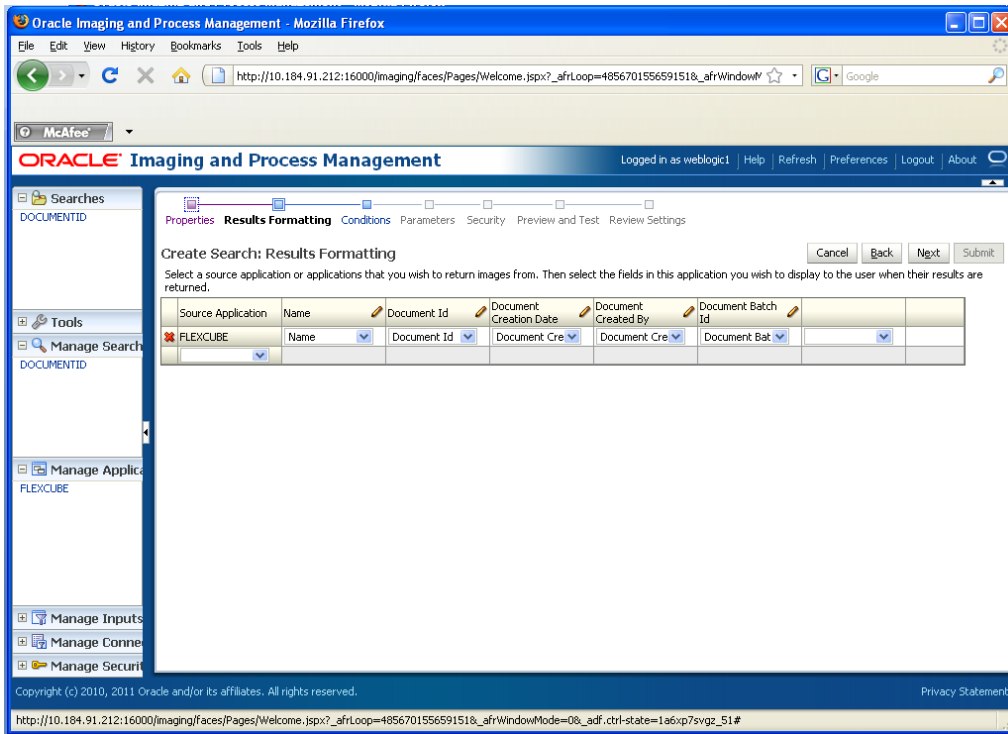 Oracle Imaging and Process Management - Mozilla Firefox
File Edit View History Bookmarks Tools Help
http://10.184.91.212:16000/imaging/faces/Pages/Welcome.jspx?_afrLoop=485670155659151&_afrWindowM
G Google
McAfee
ORACLE Imaging and Process Management
Logged in as weblogic1 Help Refresh Preferences Logout About
Searches
DOCUMENTID
Tools
Manage Search
DOCUMENTID
Manage Applica
FLEXCUBE
Manage Inputs
Manage Conne
Manage Securit
Properties Results Formatting Conditions Parameters Security Preview and Test Review Settings
Create Search: Results Formatting
Cancel Back Next Submit
Select a source application or applications that you wish to return images from. Then select the fields in this application you wish to display to the user when their results are
returned.
Source Application Name Document Id Document Creation Date Document Created By Document Batch Id
FLEXCUBE Name Document Id Document Cre Document Cre Document Bat
Copyright (c) 2010, 2011 Oracle and/or its affiliates. All rights reserved.
Privacy Statement
http://10.184.91.212:16000/imaging/faces/Pages/Welcome.jspx?_afrLoop=485670155659151&_afrWindowMode=0&_adf.ctrl-state=1a6xp7svgz_51#